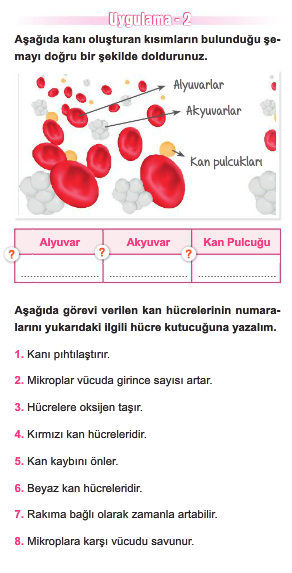 Uygulama - 2
Aşağıda kanı oluşturan kısımların bulunduğu şe-
mayı doğru bir şekilde doldurunuz.
Alyuvarlar
Akyuvarlar
Kan pulcukları
Alyuvar Akyuvar Kan Pulcuğu
? ? ?
........................ ........................ ........................
Aşağıda görevi verilen kan hücrelerinin numara-
larını yukarıdaki ilgili hücre kutucuğuna yazalım.
1. Kanı pıhtılaştırır.
2. Mikroplar vücuda girince sayısı artar.
3. Hücrelere oksijen taşır.
4. Kırmızı kan hücreleridir.
5. Kan kaybını önler.
6. Beyaz kan hücreleridir.
7. Rakıma bağlı olarak zamanla artabilir.
8. Mikroplara karşı vücudu savunur.